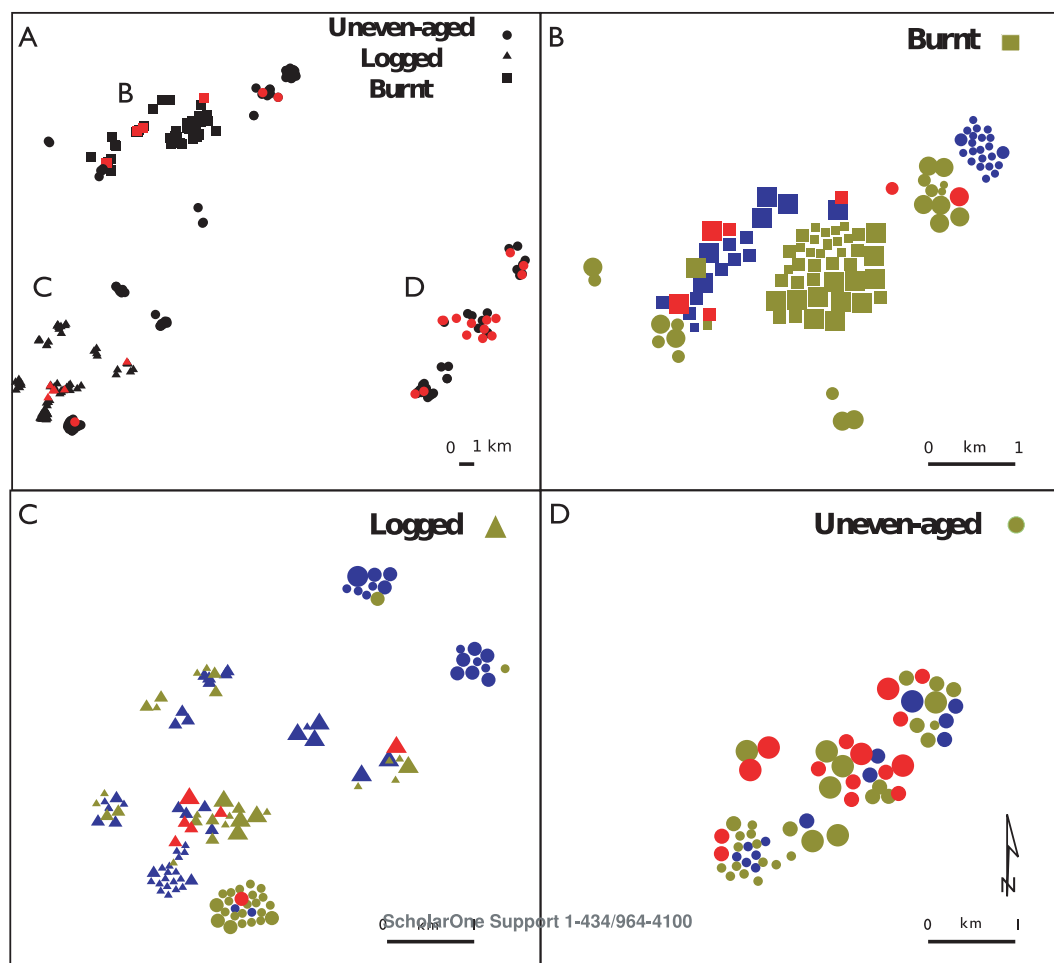 A
Uneven-aged
Logged
Burnt
B
C
D
0 1 km
B
Burnt
0 km 1
C
Logged
0 km 1
D
Uneven-aged
N
0 km 1
ScholarOne Support 1-434/964-4100